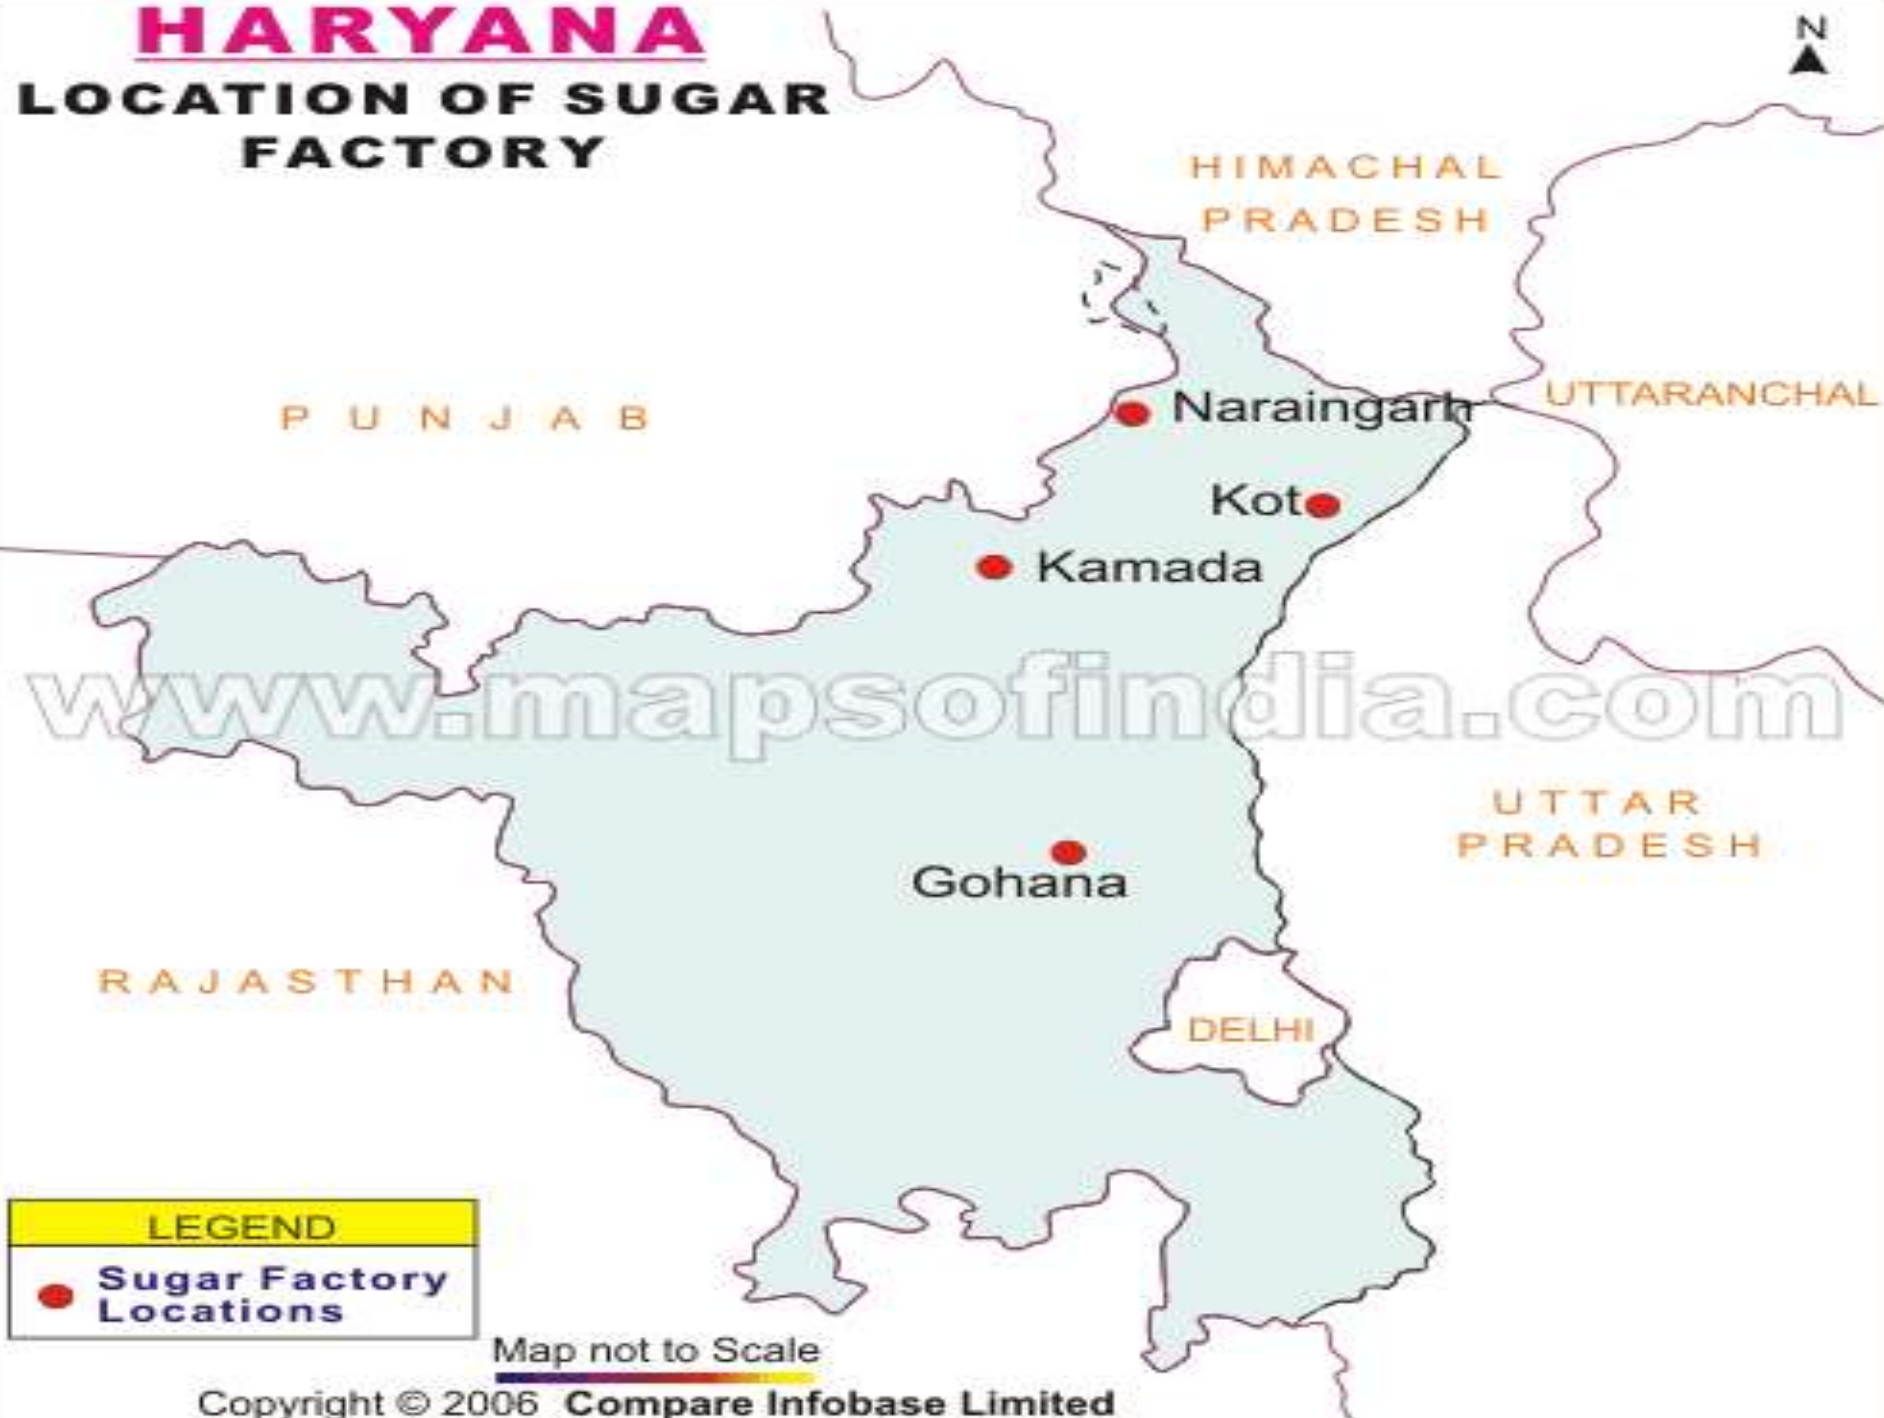 HARYANA
LOCATION OF SUGAR
FACTORY
N
HIMACHAL
PRADESH
UTTARANCHAL
PUNJAB
Naraingarh
Kot
Kamada
www.mapsofindia.com
UTTAR
PRADESH
Gohana
RAJASTHAN
DELHI
LEGEND
Sugar Factory
Locations
Map not to Scale
Copyright © 2006 Compare Infobase Limited